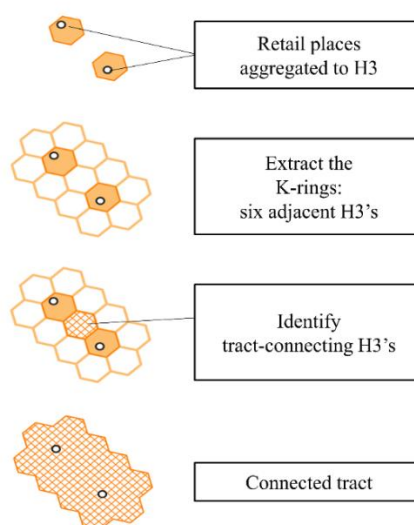 Retail places
aggregated to H3
Extract the
K-rings:
six adjacent H3's
Identify
tract-connecting H3's
Connected tract